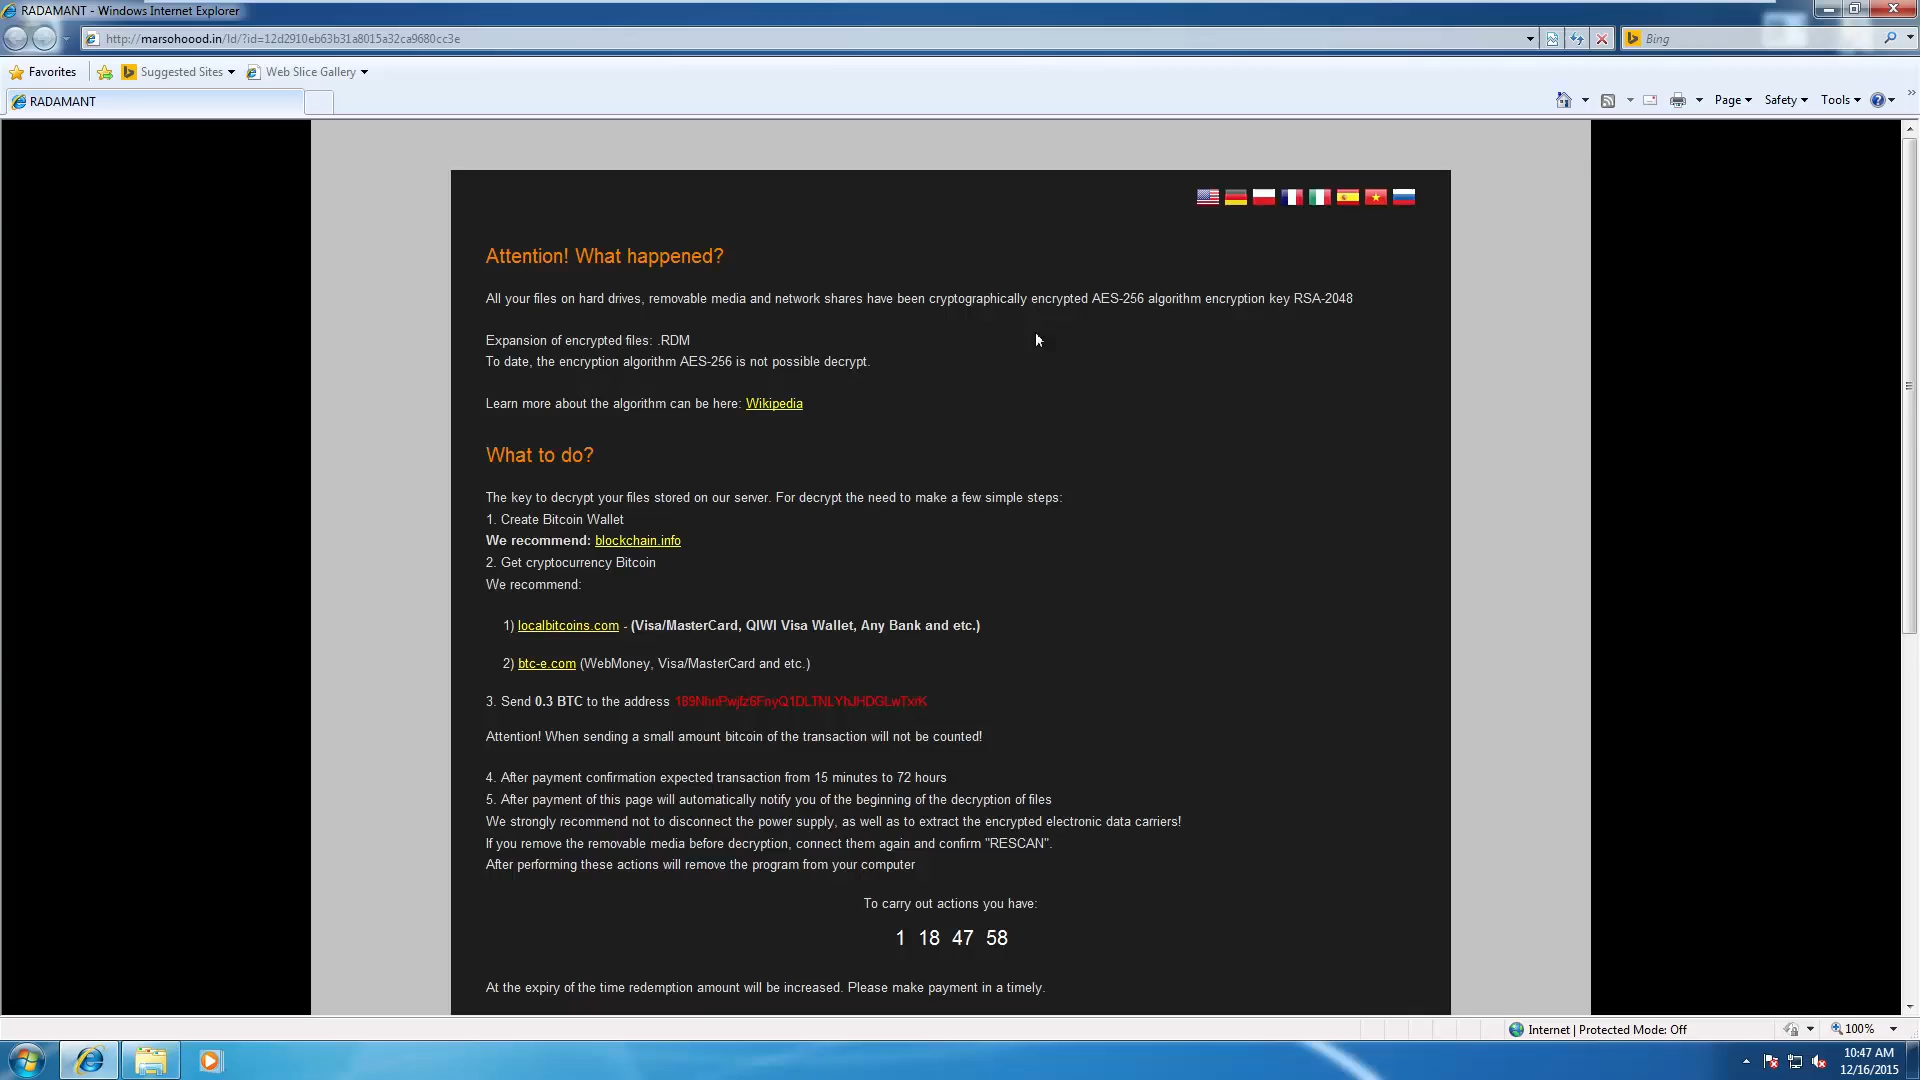 RADAMANT - Windows Internet Explorer
http://marsohoood.in/ld/?id=12d2910eb63b31a8015a32ca9680cc3e
Bing
Favorites
Suggested Sites
Web Slice Gallery
RADAMANT
Page
Safety
Tools
Attention! What happened?
All your files on hard drives, removable media and network shares have been cryptographically encrypted AES-256 algorithm encryption key RSA-2048
Expansion of encrypted files: .RDM
To date, the encryption algorithm AES-256 is not possible decrypt.
Learn more about the algorithm can be here: Wikipedia
What to do?
The key to decrypt your files stored on our server. For decrypt the need to make a few simple steps:
1. Create Bitcoin Wallet
We recommend: blockchain.info
2. Get cryptocurrency Bitcoin
We recommend:
1) localbitcoins.com - (Visa/MasterCard, QIWI Visa Wallet, Any Bank and etc.)
2) btc-e.com (WebMoney, Visa/MasterCard and etc.)
3. Send 0.3 BTC to the address
Attention! When sending a small amount bitcoin of the transaction will not be counted!
4. After payment confirmation expected transaction from 15 minutes to 72 hours
5. After payment of this page will automatically notify you of the beginning of the decryption of files
We strongly recommend not to disconnect the power supply, as well as to extract the encrypted electronic data carriers!
If you remove the removable media before decryption, connect them again and confirm "RESCAN".
After performing these actions will remove the program from your computer
To carry out actions you have:
1 18 47 58
At the expiry of the time redemption amount will be increased. Please make payment in a timely.
Internet | Protected Mode: Off
100%
10:47 AM
12/16/2015